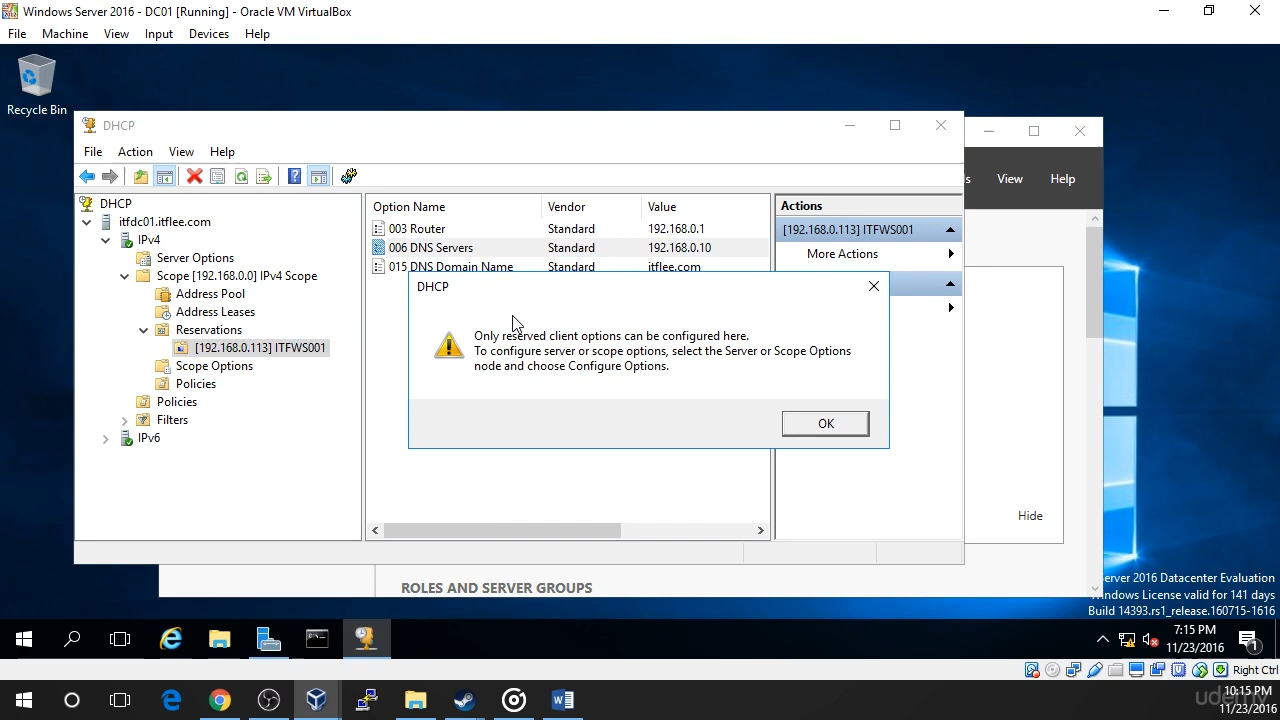 Windows Server 2016 - DC01 [Running] - Oracle VM VirtualBox
File Machine View Input Devices Help
Recycle Bin
DHCP
File Action View Help
View Help
DHCP
itfdc01.itflee.com
IPv4
Server Options
Scope [192.168.0.0] IPv4 Scope
Address Pool
Address Leases
Reservations
[192.168.0.113] ITFWS001
Scope Options
Policies
Policies
Filters
IPv6
Option Name Vendor Value
003 Router Standard 192.168.0.1
006 DNS Servers Standard 192.168.0.10
015 DNS Domain Name Standard itflee.com
Actions
[192.168.0.113] ITFWS001
More Actions
DHCP
Only reserved client options can be configured here.
To configure server or scope options, select the Server or Scope Options
node and choose Configure Options.
OK
Hide
ROLES AND SERVER GROUPS
erver 2016 Datacenter Evaluation
Windows License valid for 141 days
Build 14393.rs1_release.160715-1616
7:15 PM
11/23/2016
1
Right Ctrl
udemy
10:15 PM
11/23/2016